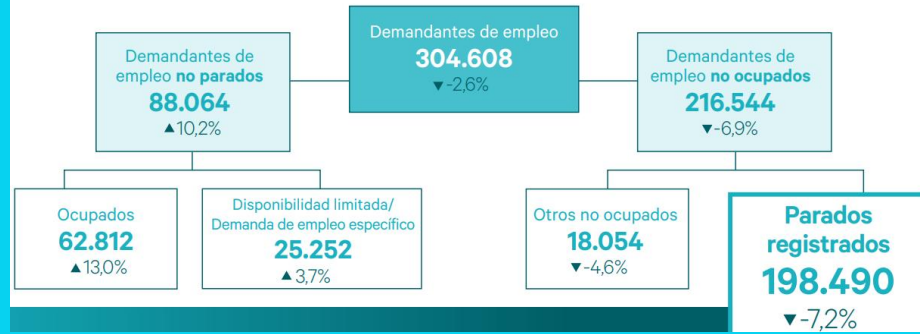 Demandantes de empleo
304.608
▼-2,6%
Demandantes de
empleo no parados
88.064
▲10,2%
Demandantes de
empleo no ocupados
216.544
▼-6,9%
Ocupados
62.812
▲13,0%
Disponibilidad limitada/
Demanda de empleo específico
25.252
▲3,7%
Otros no ocupados
18.054
▼-4,6%
Parados
registrados
198.490
▼-7,2%